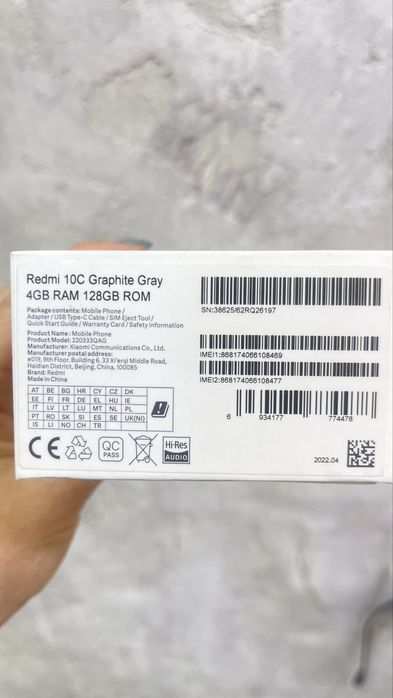 Redmi 10C Graphite Gray
4GB RAM 128GB ROM
Package contents: Mobile Phone /
Adapter / USB Type-C Cable / SIM Eject Tool /
Quick Start Guide / Warranty Card / Safety Information
Product Name: Mobile Phone
Product Model: 220333QAG
Manufacturer: Xiaomi Communications Co., Ltd.
Manufacturer postal address:
#019, 9th Floor, Building 6, 33 Xi'erqi Middle Road,
Haidian District, Beijing, China, 100085
Brand: Redmi
Made in China
AT BE BG HR CY CZ DK
EE FI FR DE EL HU IE
IT LV LT LU MT NL PL
PT RO SK SI ES SE UK(NI)
IS LI NO CH TR
CE
QC
PASS
Hi-Res
AUDIO
SN:38625/62RQ26197
IMEI1:868174066108469
IMEI2:868174066108477
6 934177 774478
2022.04